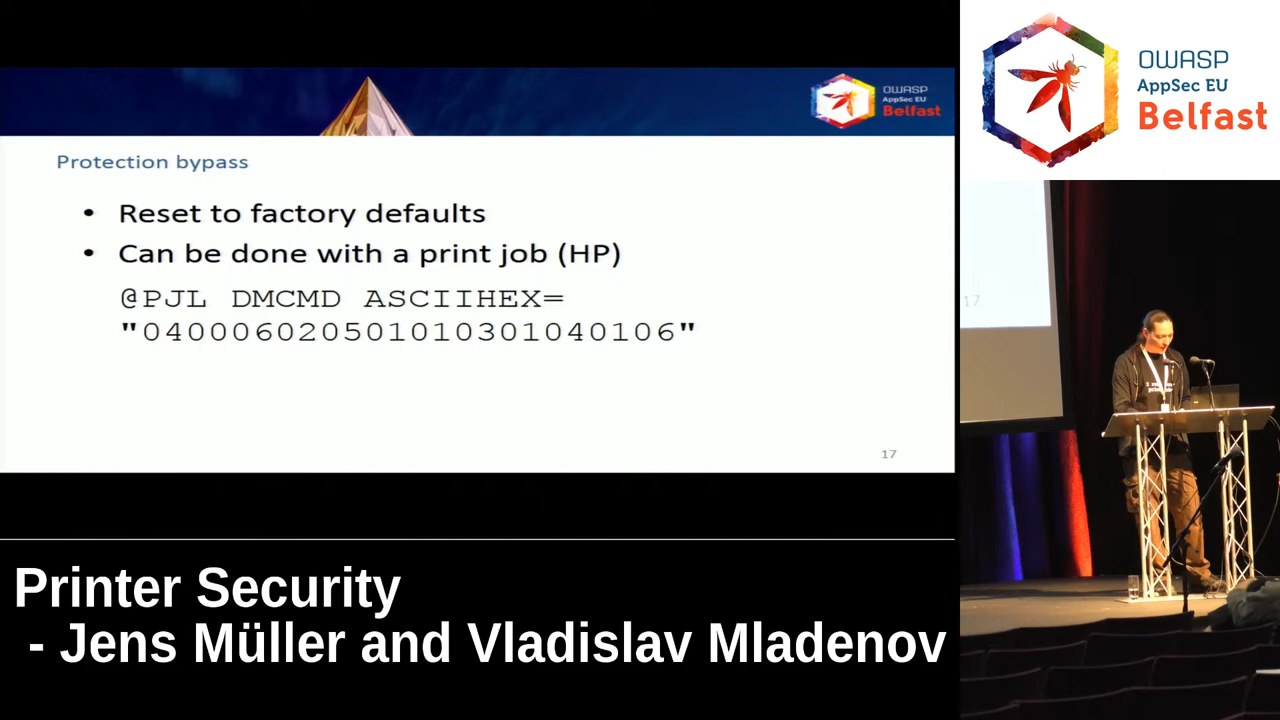 OWASP
AppSec EU
Belfast
Protection bypass
• Reset to factory defaults
• Can be done with a print job (HP)
@PJL DMCMD ASCIIHEX=
"040006020501010301040106"
17
OWASP
AppSec EU
Belfast
17
Printer Security
- Jens Müller and Vladislav Mladenov